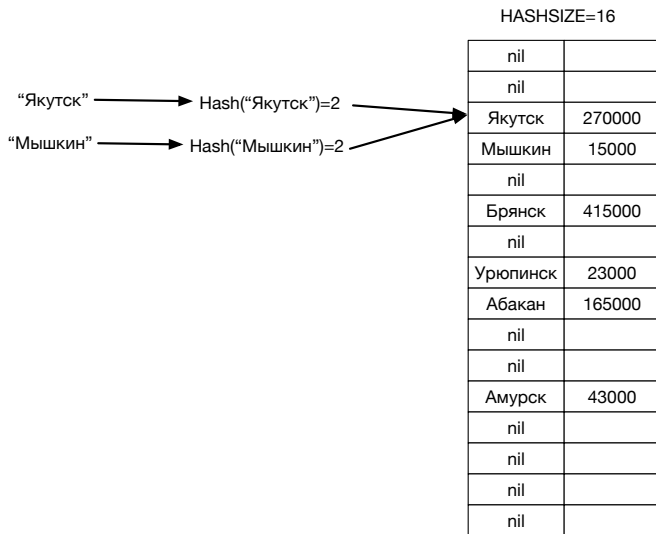 HASHSIZE=16
nil
nil
“Якутск” Hash(“Якутск”)=2
Якутск 270000
“Мышкин” Hash(“Мышкин”)=2
Мышкин 15000
nil
Брянск 415000
nil
Урюпинск 23000
Абакан 165000
nil
nil
Амурск 43000
nil
nil
nil
nil